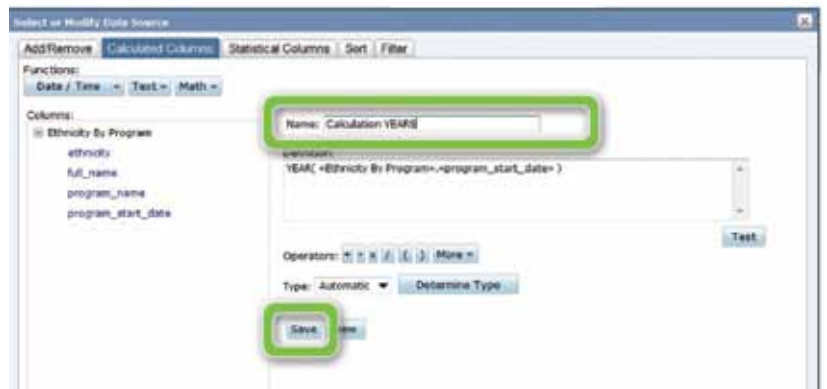 Select or Modify Data Source
Add/Remove Calculated Columns Statistical Columns Sort Filter
Functions:
Data / Time Text Math
Columns:
Ethnicity By Program
ethnicity
full_name
program_name
program_start_date
Name: Calculation YEARS
Definition:
YEAR( «Ethnicity By Program».«program_start_date» )
Test
Operators: + - x / ( ) More
Type: Automatic Determine Type
Save